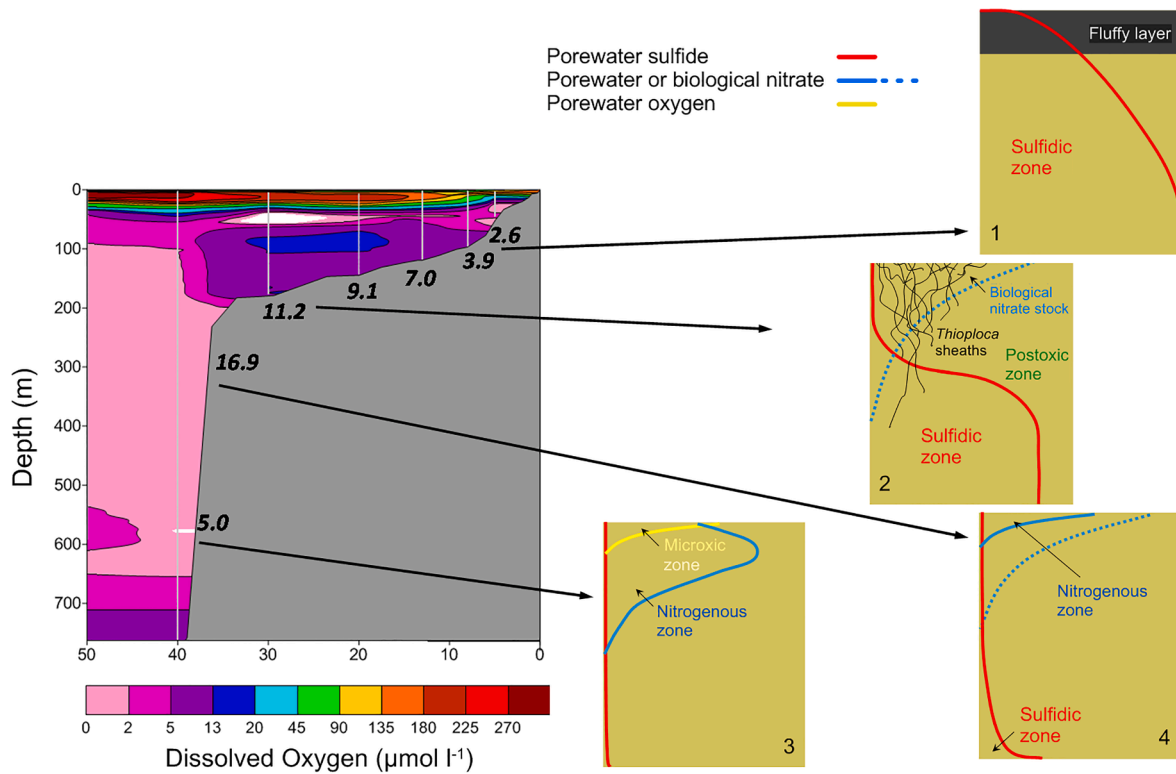 Porewater sulfide
Porewater or biological nitrate
Porewater oxygen
Fluffy layer
Sulfidic
zone
1
Depth (m)
0
100
200
300
400
500
600
700
2.6
3.9
7.0
9.1
11.2
16.9
5.0
50
40
30
20
10
0
0
2
5
13
20
45
90
135
180
225
270
Dissolved Oxygen (µmol l⁻¹)
Biological
nitrate stock
Thioploca
sheaths
Postoxic
zone
Sulfidic
zone
2
Microxic
zone
Nitrogenous
zone
3
Nitrogenous
zone
Sulfidic
zone
4